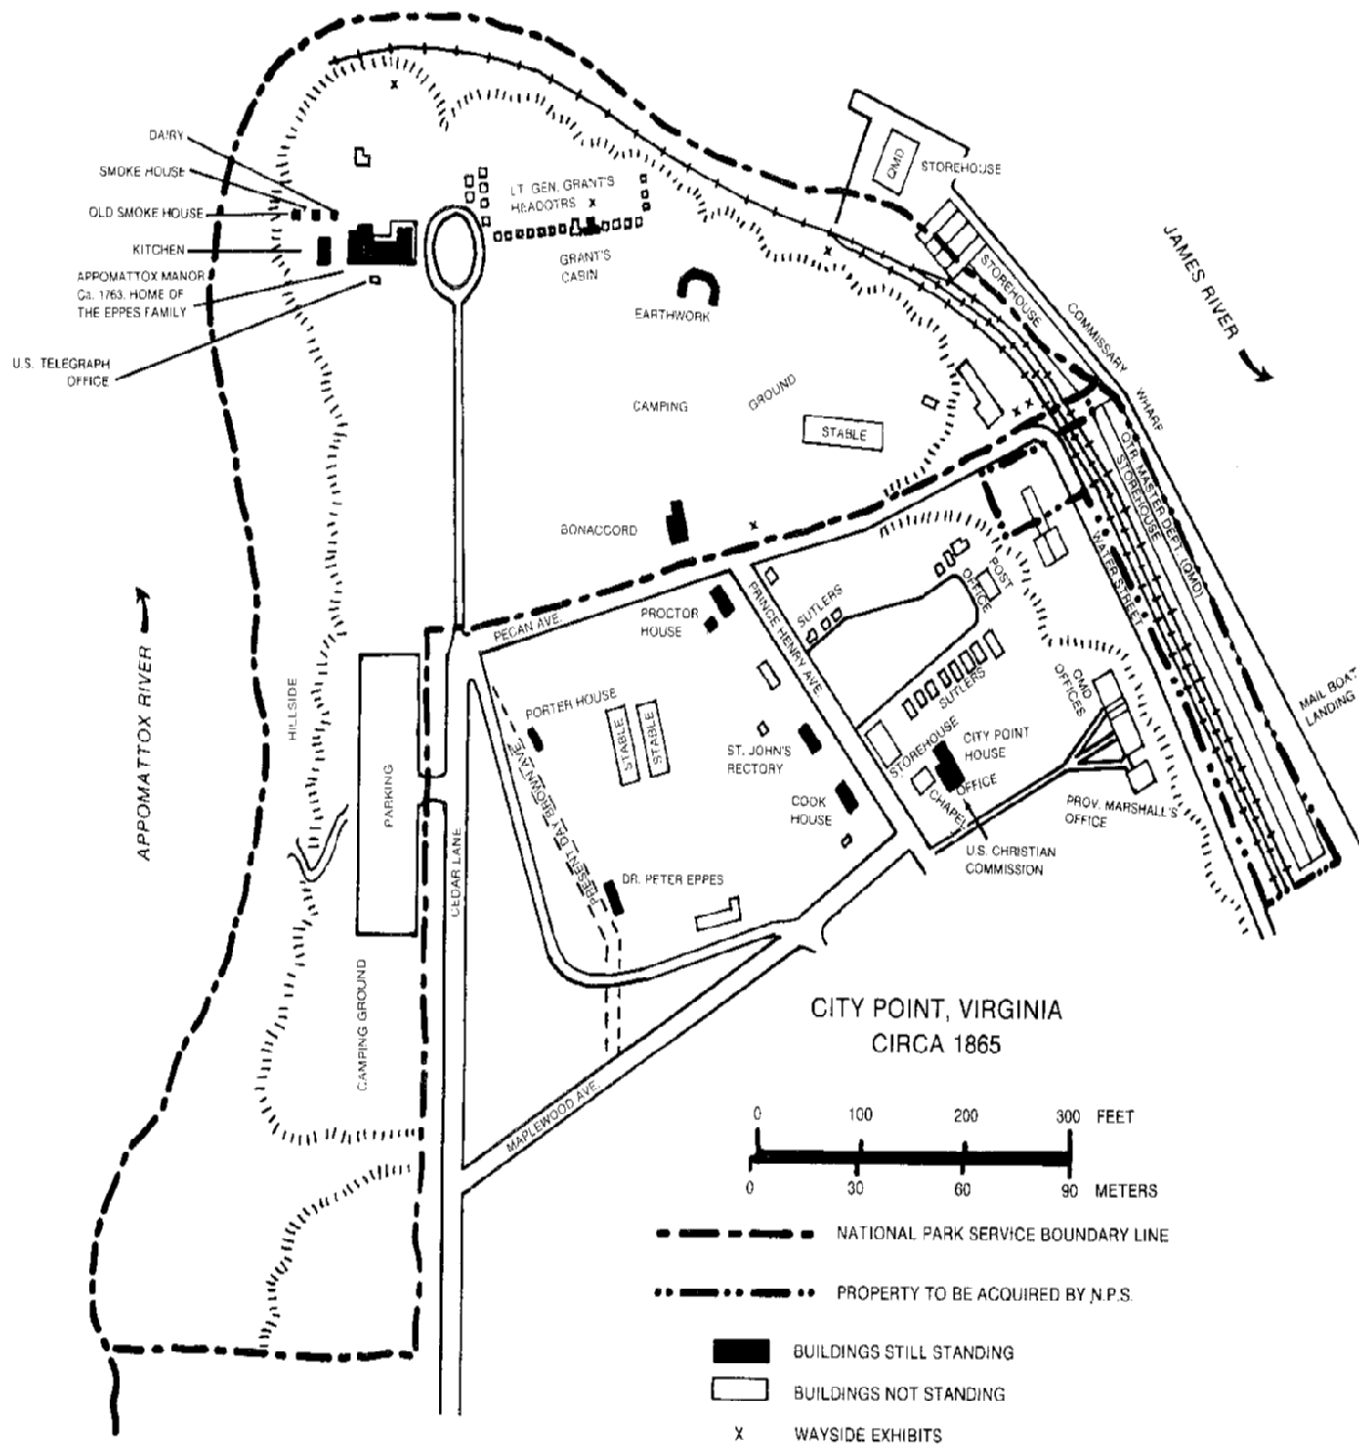 DAIRY
SMOKE HOUSE
OLD SMOKE HOUSE
KITCHEN
APPOMATTOX MANOR
Ca. 1763. HOME OF
THE EPPES FAMILY
U.S. TELEGRAPH
OFFICE
LT. GEN. GRANT'S
HEADQTRS
X
X
GRANT'S
CABIN
EARTHWORK
CAMPING
GROUND
STABLE
BONACCORD
X
X
X X
QMD
STOREHOUSE
STOREHOUSE
COMMISSARY
WHARF
JAMES RIVER
QTR. MASTER DEPT. (QMD)
STOREHOUSE
WATER STREET
MAIL BOAT
LANDING
PECAN AVE.
PROCTOR
HOUSE
PRINCE HENRY AVE.
SUTLERS
POST
OFFICE
SUTLERS
QMD
OFFICES
PORTER HOUSE
STABLE
STABLE
ST. JOHN'S
RECTORY
STOREHOUSE
CITY POINT
HOUSE
OFFICE
CHAPEL
COOK
HOUSE
PROV. MARSHALL'S
OFFICE
U.S. CHRISTIAN
COMMISSION
PRESENT DAY BROWN AVE.
DR. PETER EPPES
APPOMATTOX RIVER
HILLSIDE
PARKING
CEDAR LANE
CAMPING GROUND
MAPLEWOOD AVE.
CITY POINT, VIRGINIA
CIRCA 1865
0 100 200 300 FEET
0 30 60 90 METERS
NATIONAL PARK SERVICE BOUNDARY LINE
PROPERTY TO BE ACQUIRED BY N.P.S.
BUILDINGS STILL STANDING
BUILDINGS NOT STANDING
X WAYSIDE EXHIBITS